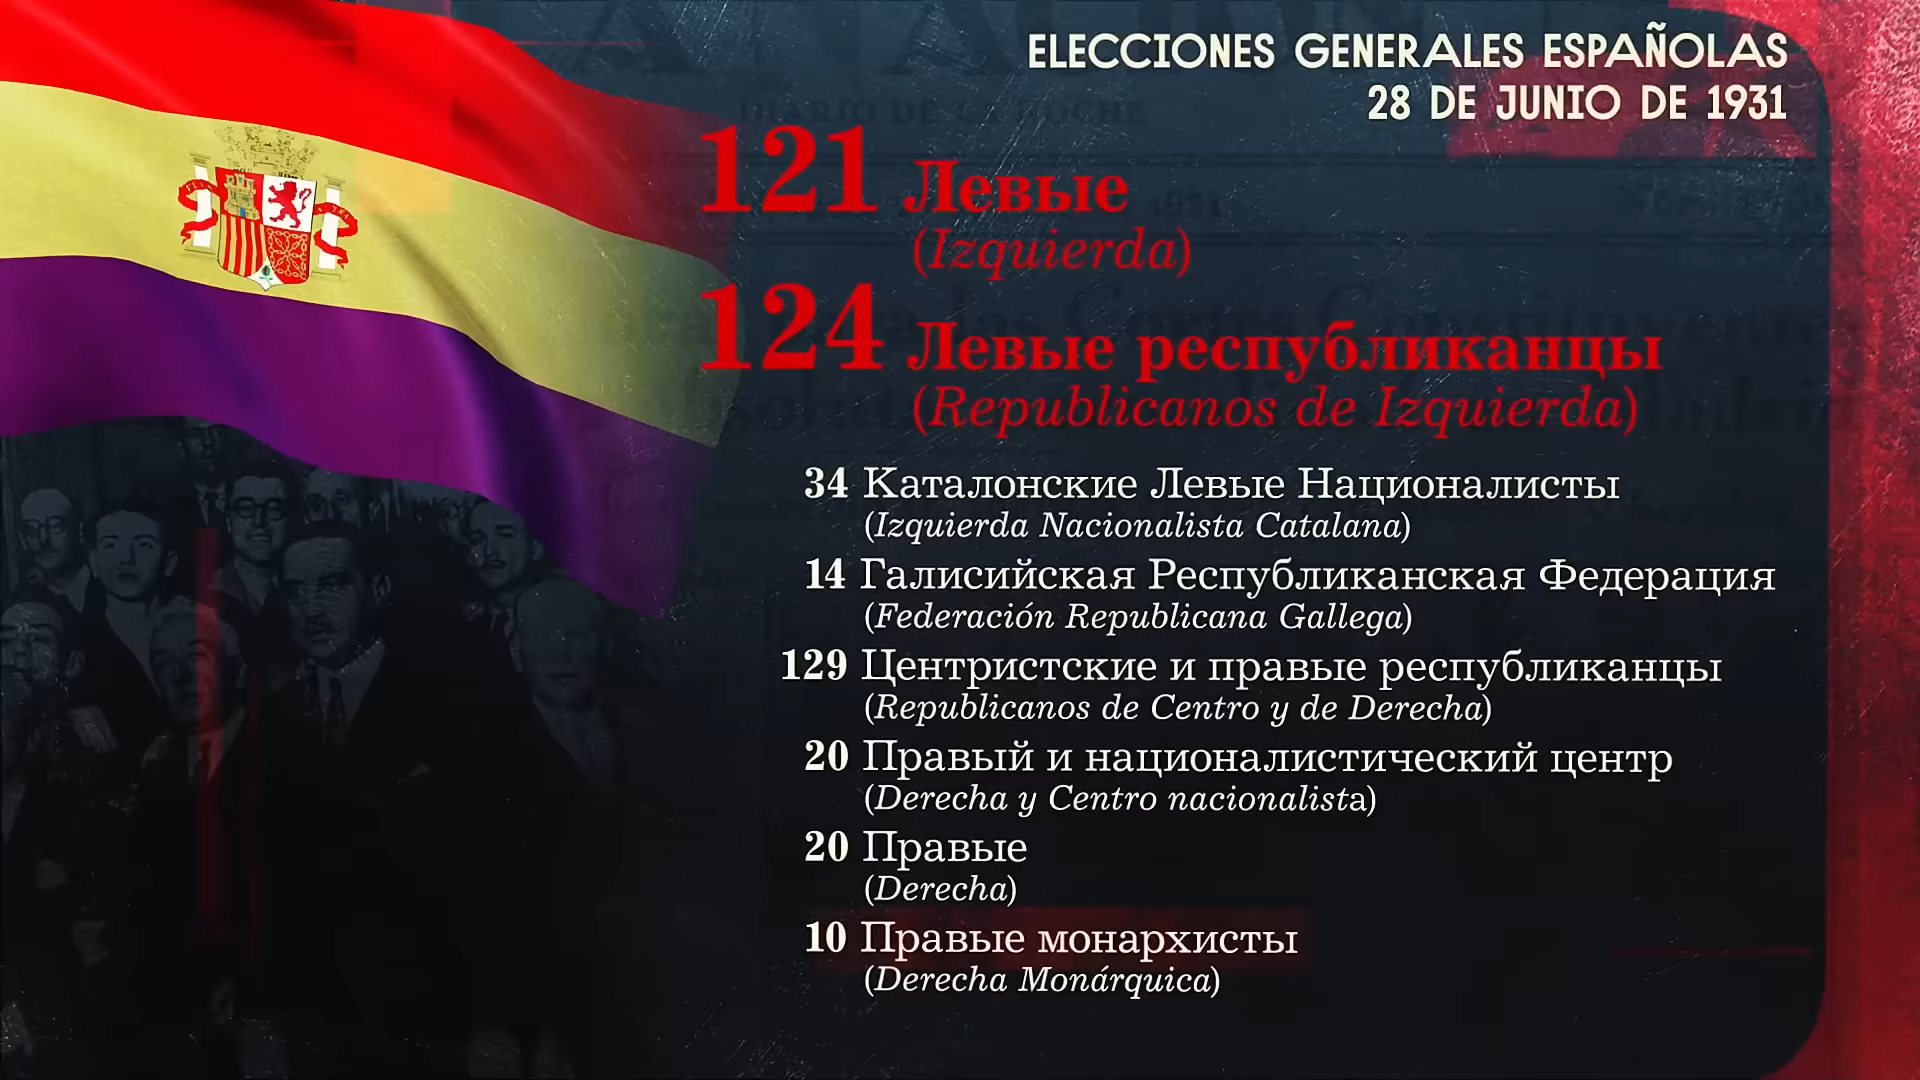 ELECCIONES GENERALES ESPAÑOLAS
28 DE JUNIO DE 1931
121 Левые
(Izquierda)
124 Левые республиканцы
(Republicanos de Izquierda)
34 Каталонские Левые Националисты
(Izquierda Nacionalista Catalana)
14 Галисийская Республиканская Федерация
(Federación Republicana Gallega)
129 Центристские и правые республиканцы
(Republicanos de Centro y de Derecha)
20 Правый и националистический центр
(Derecha y Centro nacionalista)
20 Правые
(Derecha)
10 Правые монархисты
(Derecha Monárquica)